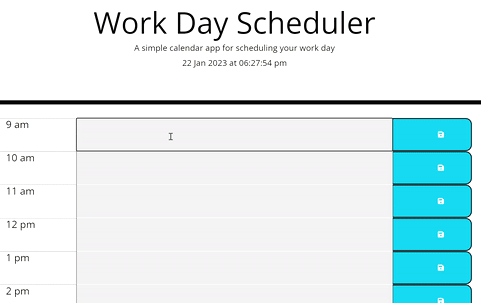 Work Day Scheduler
A simple calendar app for scheduling your work day
22 Jan 2023 at 06:27:54 pm
9 am
10 am
11 am
12 pm
1 pm
2 pm